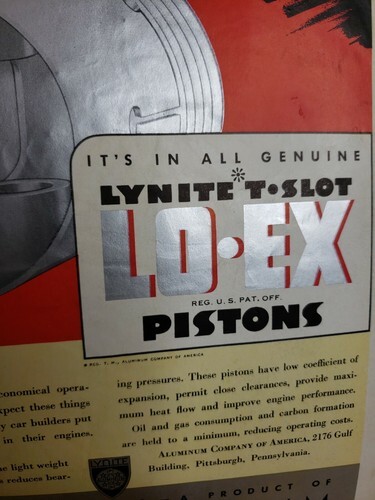 IT'S IN ALL GENUINE
LYNITE* T•SLOT
LO•EX
REG. U.S. PAT. OFF.
PISTONS
® REG. T. M., ALUMINUM COMPANY OF AMERICA
conomical opera-
xpect these things
y car builders put
in their engines.
he light weight
s reduces bear-
ing pressures. These pistons have low coefficient of
expansion, permit close clearances, provide maxi-
mum heat flow and improve engine performance.
Oil and gas consumption and carbon formation
are held to a minimum, reducing operating costs.
ALUMINUM COMPANY OF AMERICA, 2176 Gulf
Building, Pittsburgh, Pennsylvania.
LYNITE
A PRODUCT OF